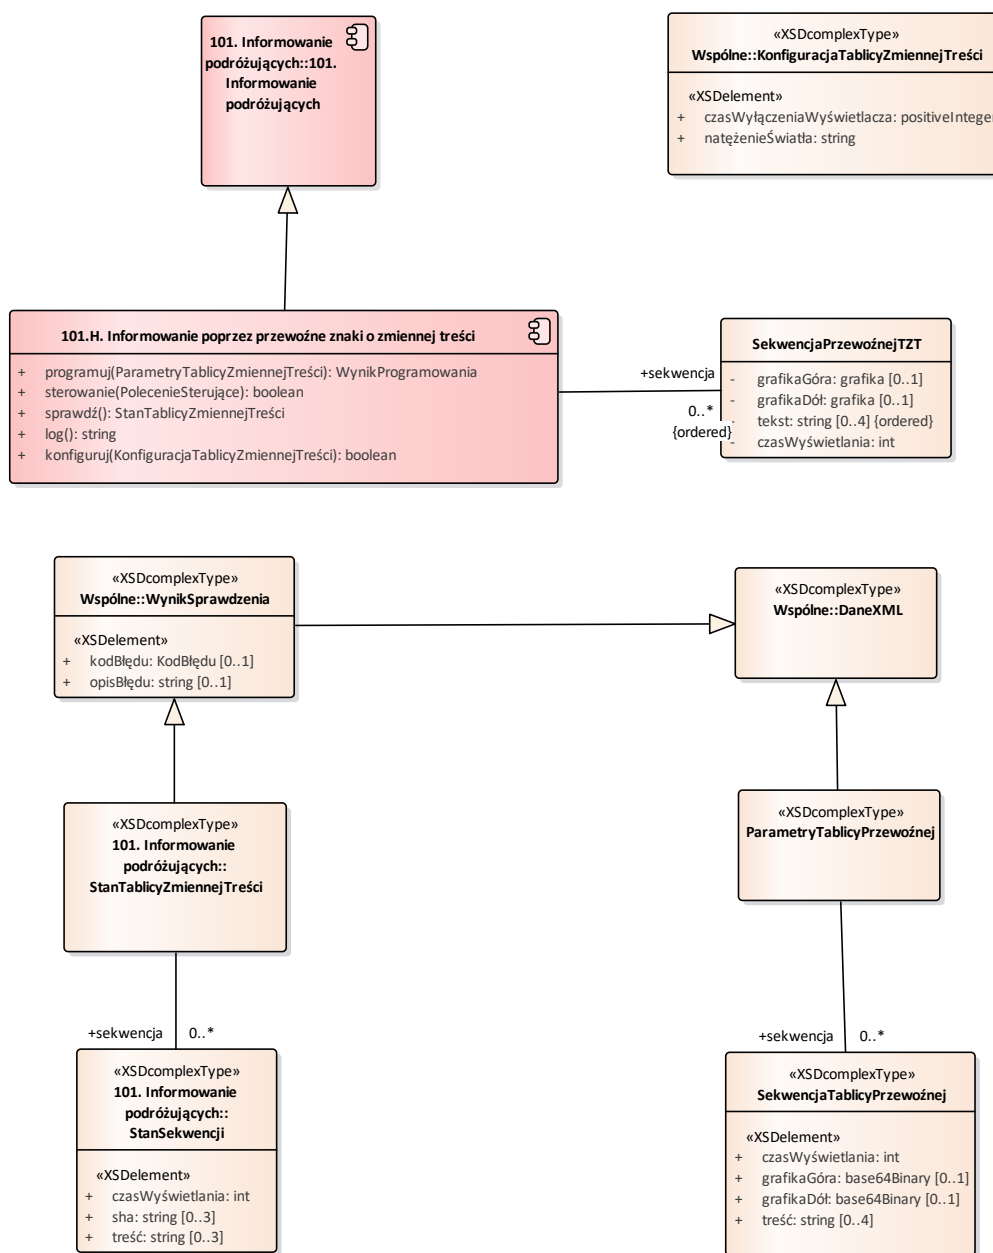 101. Informowanie
podróżujących::101.
Informowanie
podróżujących
«XSDcomplexType»
Wspólne::KonfiguracjaTablicyZmiennejTreści
«XSDelement»
+ czasWyłączeniaWyświetlacza: positiveInteger
+ natężenieŚwiatła: string
101.H. Informowanie poprzez przewoźne znaki o zmiennej treści
+ programuj(ParametryTablicyZmiennejTreści): WynikProgramowania
+ sterowanie(PolecenieSterujące): boolean
+ sprawdź(): StanTablicyZmiennejTreści
+ log(): string
+ konfiguruj(KonfiguracjaTablicyZmiennejTreści): boolean
+sekwencja
0..*
{ordered}
SekwencjaPrzewoźnejTZT
- grafikaGóra: grafika [0..1]
- grafikaDół: grafika [0..1]
- tekst: string [0..4] {ordered}
- czasWyświetlania: int
«XSDcomplexType»
Wspólne::WynikSprawdzenia
«XSDelement»
+ kodBłędu: KodBłędu [0..1]
+ opisBłędu: string [0..1]
«XSDcomplexType»
Wspólne::DaneXML
«XSDcomplexType»
101. Informowanie
podróżujących::
StanTablicyZmiennejTreści
«XSDcomplexType»
ParametryTablicyPrzewoźnej
+sekwencja 0..*
«XSDcomplexType»
101. Informowanie
podróżujących::
StanSekwencji
«XSDelement»
+ czasWyświetlania: int
+ sha: string [0..3]
+ treść: string [0..3]
+sekwencja 0..*
«XSDcomplexType»
SekwencjaTablicyPrzewoźnej
«XSDelement»
+ czasWyświetlania: int
+ grafikaGóra: base64Binary [0..1]
+ grafikaDół: base64Binary [0..1]
+ treść: string [0..4]